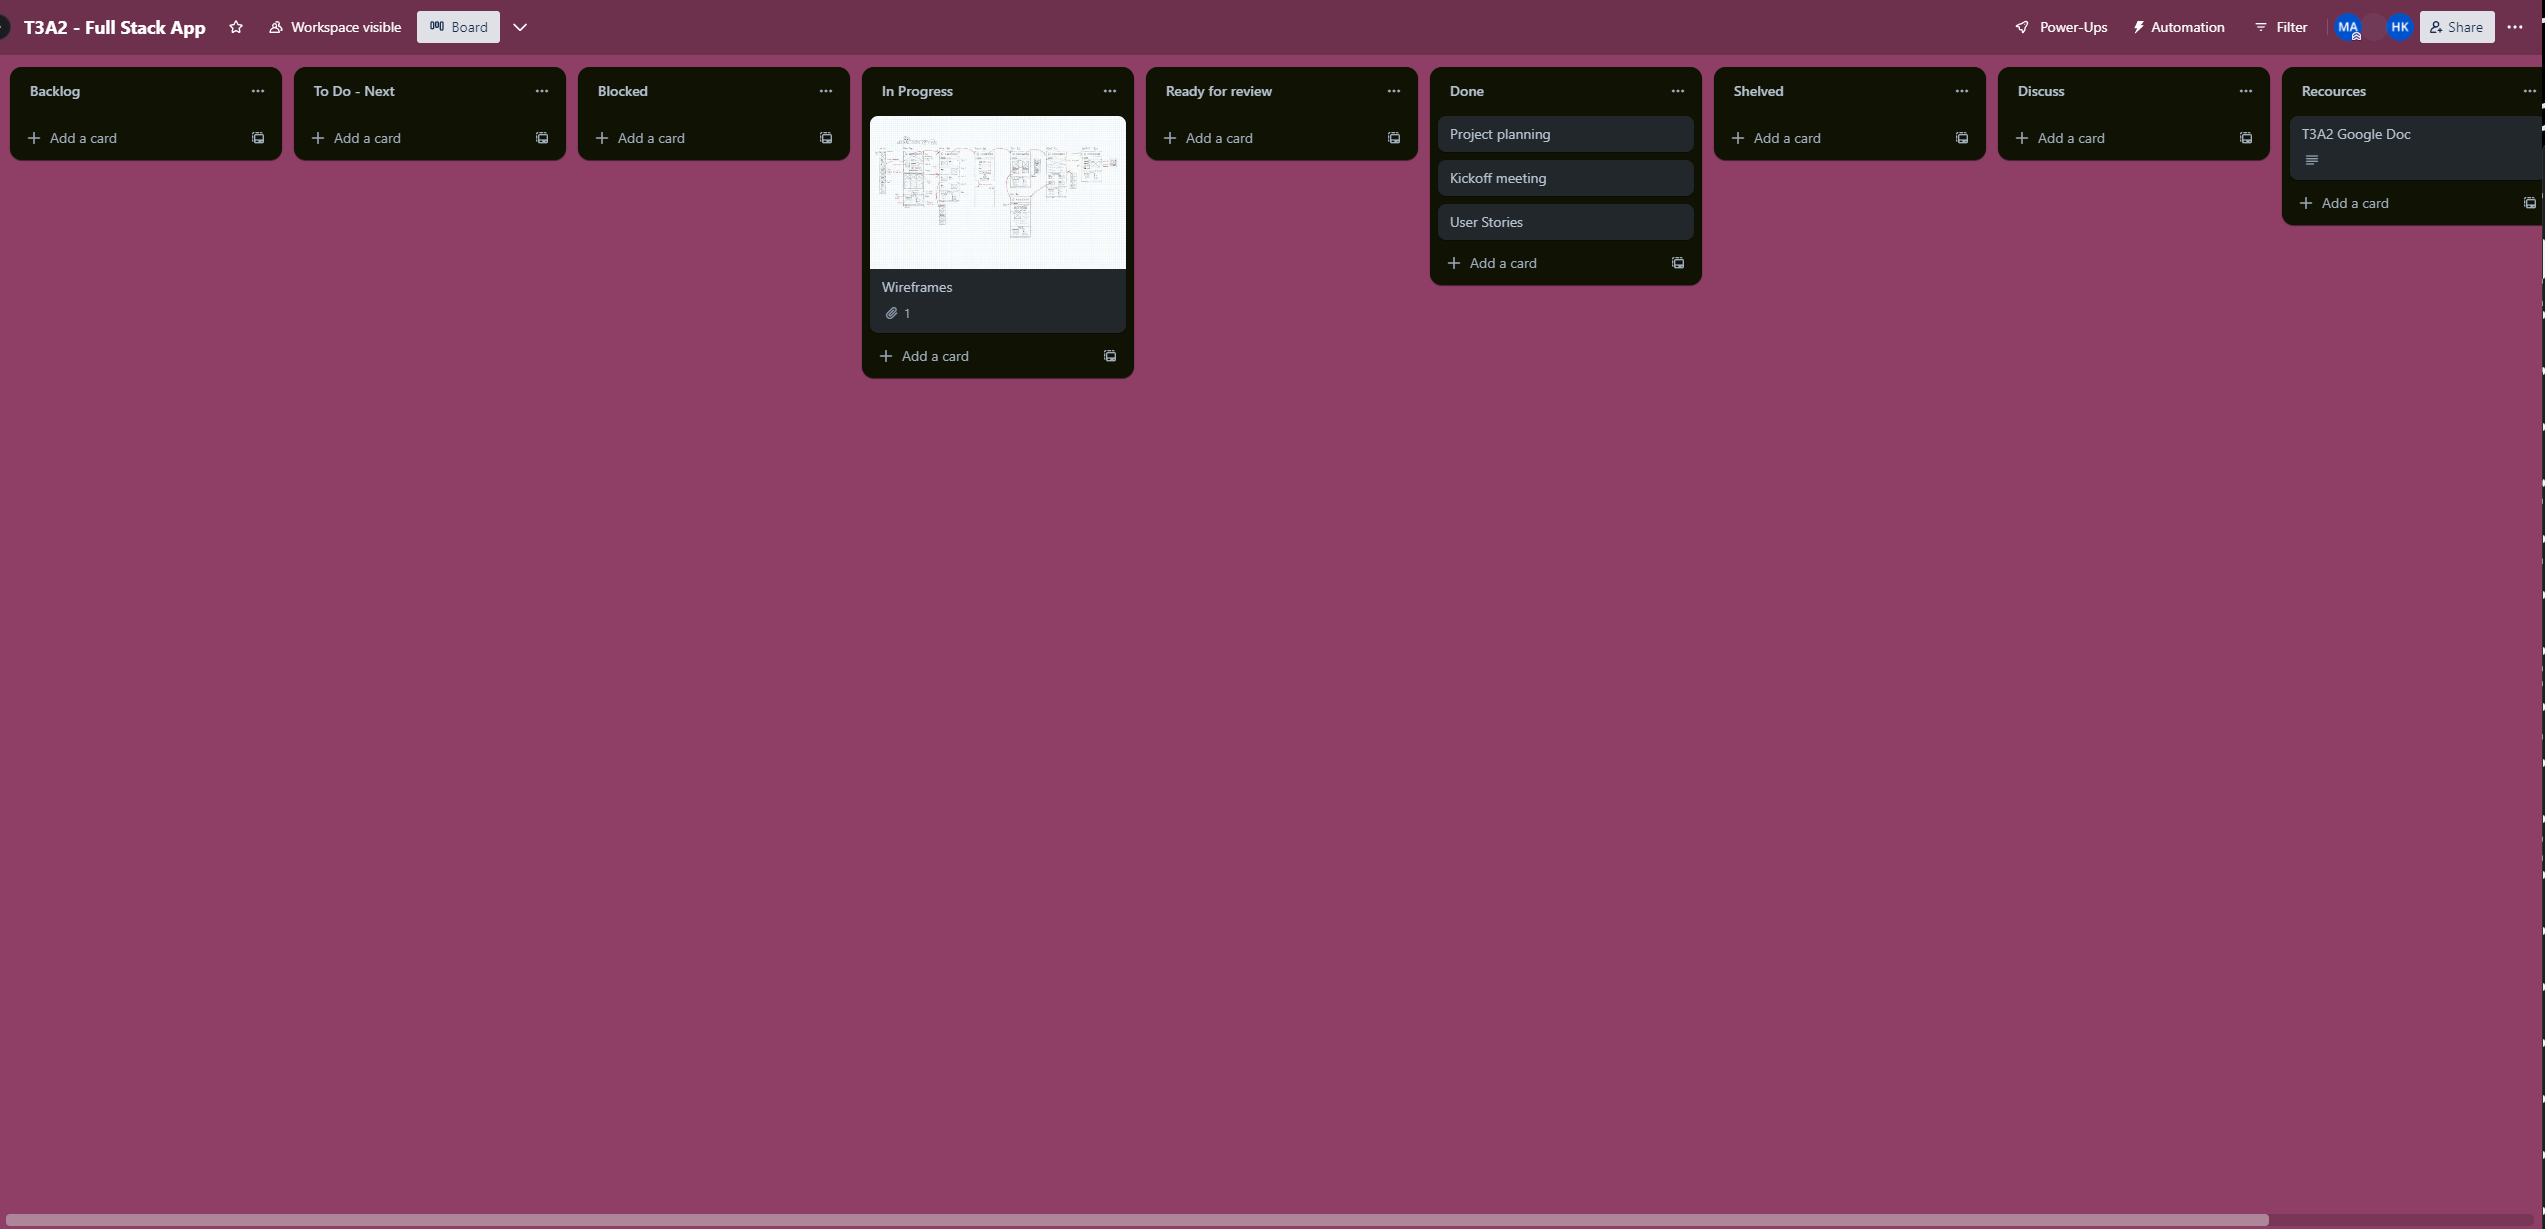 T3A2 - Full Stack App
Workspace visible
Board
Power-Ups
Automation
Filter
MA
HK
Share
Backlog
Add a card
To Do - Next
Add a card
Blocked
Add a card
In Progress
Wireframes
1
Add a card
Ready for review
Add a card
Done
Project planning
Kickoff meeting
User Stories
Add a card
Shelved
Add a card
Discuss
Add a card
Recources
T3A2 Google Doc
Add a card